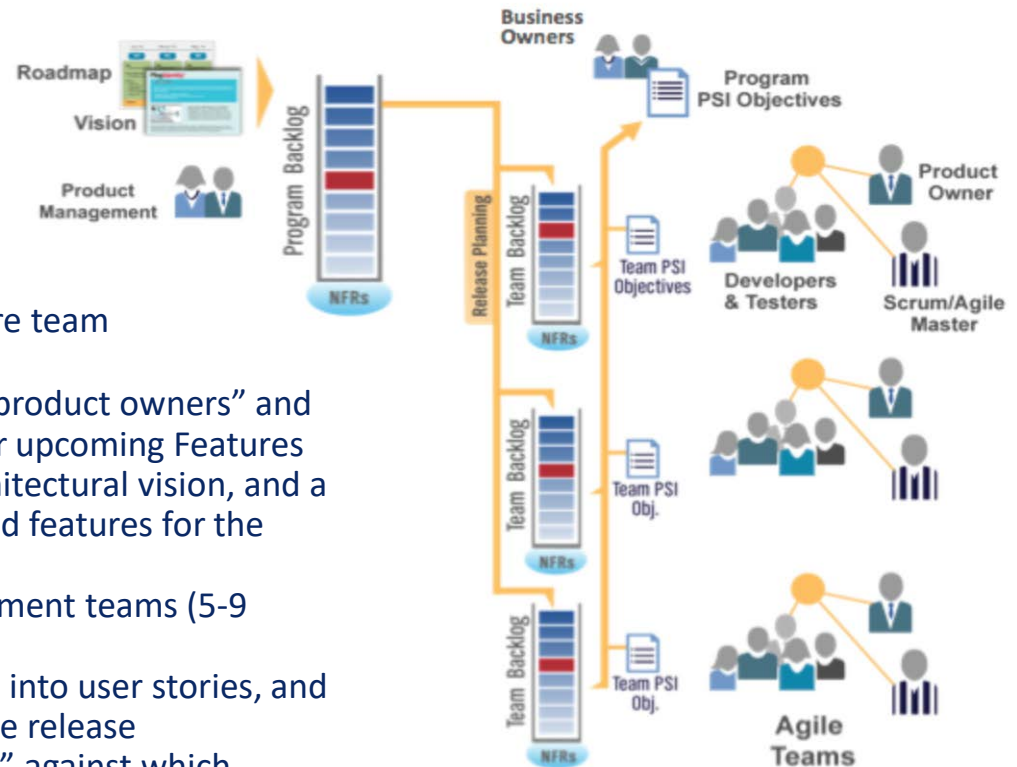 Business
Owners
Roadmap
Vision
Product
Management
Program Backlog
NFRs
Program
PSI Objectives
Release Planning
Team Backlog
NFRs
Team PSI
Objectives
Product
Owner
Developers
& Testers
Scrum/Agile
Master
re team
product owners” and
r upcoming Features
hitectural vision, and a
d features for the
ment teams (5-9
into user stories, and
e release
” against which
Team Backlog
NFRs
Team PSI
Obj.
Team Backlog
NFRs
Team PSI
Obj.
Agile
Teams